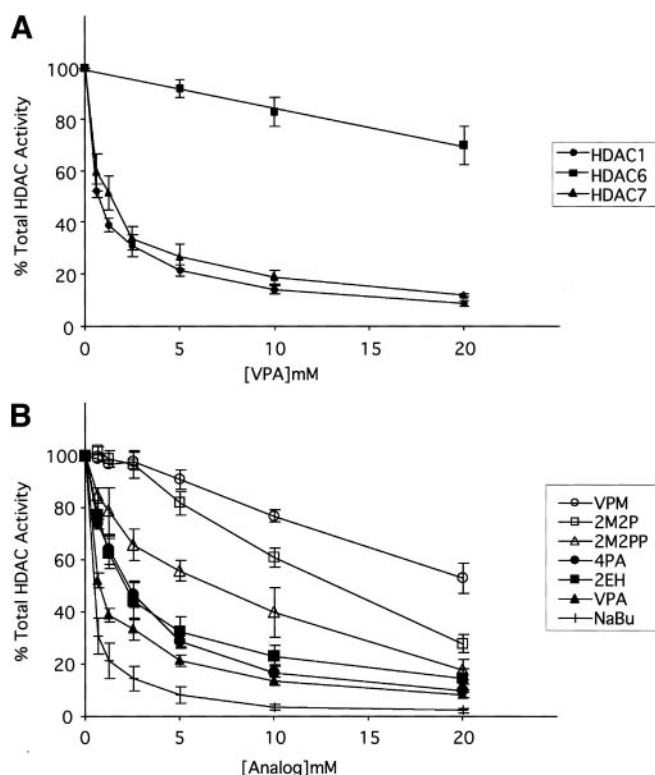 A
% Total HDAC Activity
100
80
60
40
20
0
0
5
10
15
20
[VPA]mM
HDAC1
HDAC6
HDAC7
B
% Total HDAC Activity
100
80
60
40
20
0
0
5
10
15
20
[Analog]mM
VPM
2M2P
2M2PP
4PA
2EH
VPA
NaBu